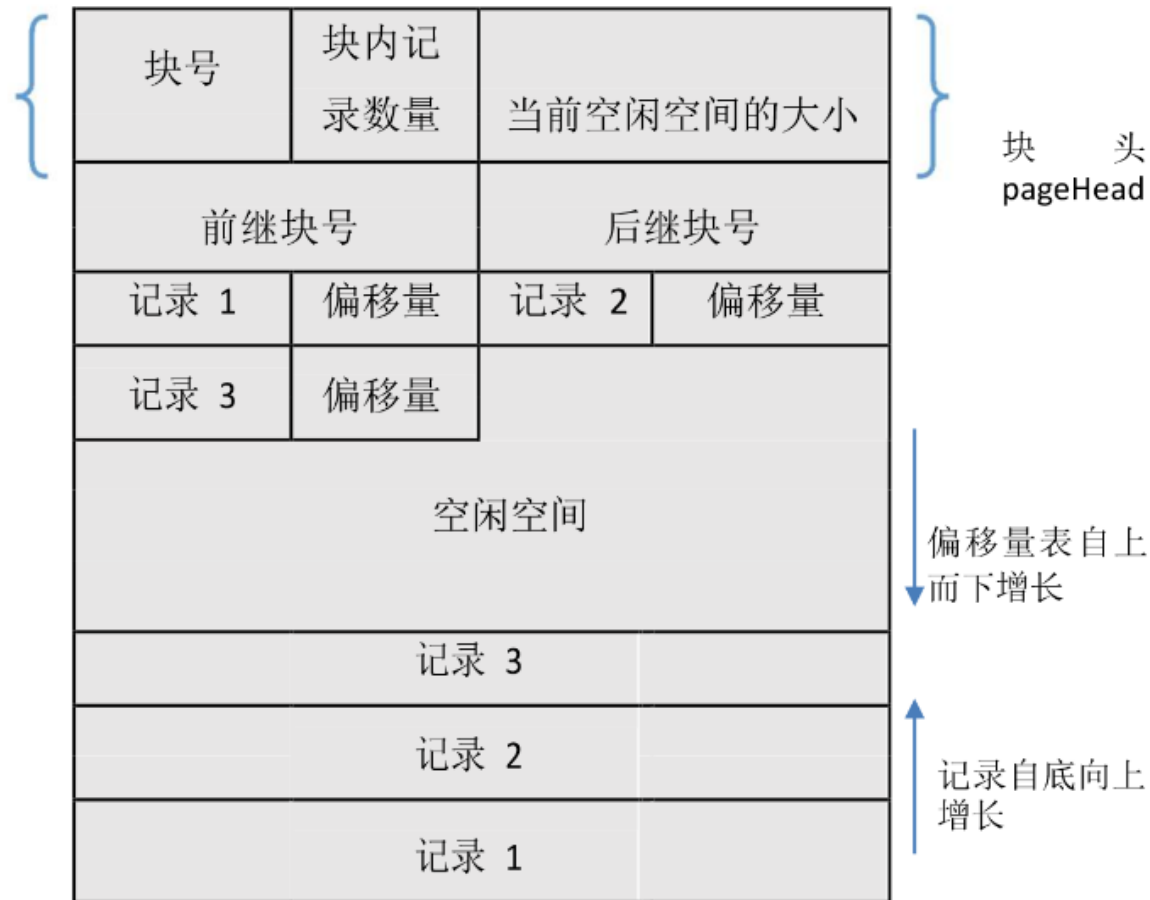 块号
块内记
录数量
当前空闲空间的大小
块 头
pageHead
前继块号
后继块号
记录 1
偏移量
记录 2
偏移量
记录 3
偏移量
空闲空间
偏移量表自上
而下增长
记录 3
记录 2
记录自底向上
增长
记录 1